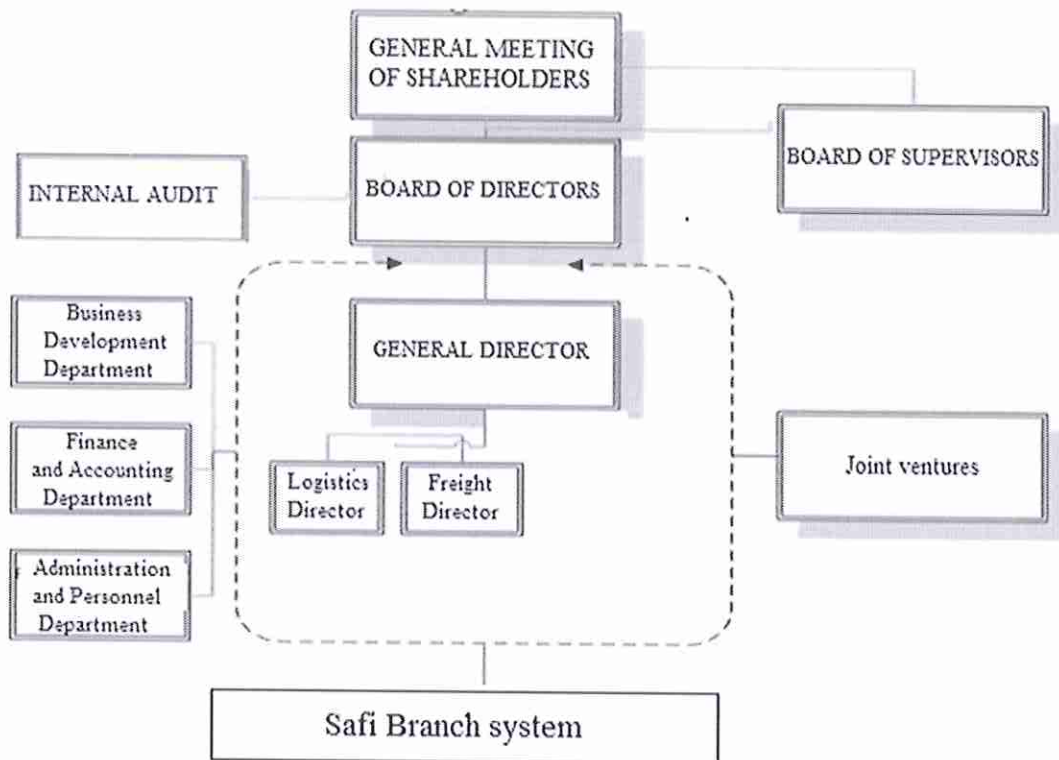 GENERAL MEETING
OF SHAREHOLDERS
BOARD OF SUPERVISORS
INTERNAL AUDIT
BOARD OF DIRECTORS
Business
Development
Department
GENERAL DIRECTOR
Finance
and Accounting
Department
Logistics
Director
Freight
Director
Joint ventures
Administration
and Personnel
Department
Safi Branch system